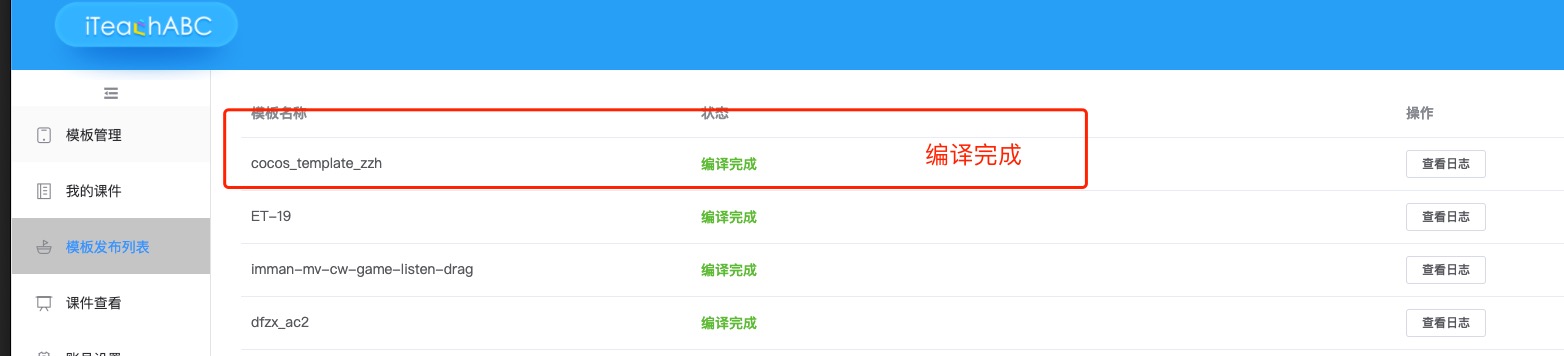 iTeachABC
模板名称 状态 操作
模板管理
cocos_template_zzh 编译完成 编译完成 查看日志
我的课件
ET-19 编译完成 查看日志
模板发布列表
imman-mv-cw-game-listen-drag 编译完成 查看日志
课件查看
dfzx_ac2 编译完成 查看日志